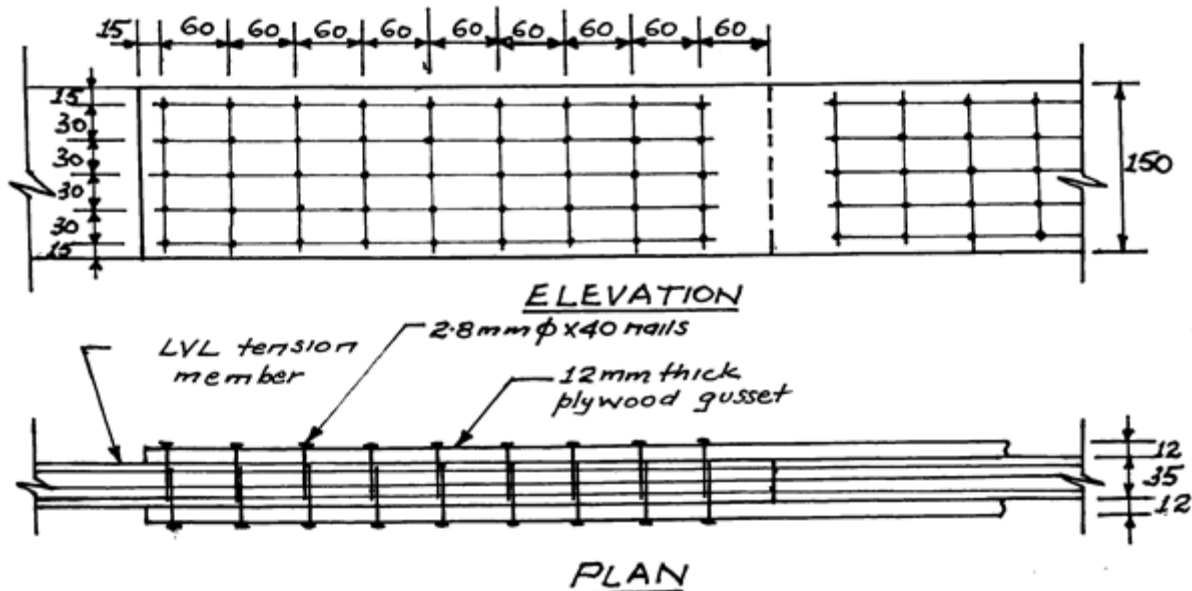 15 60 60 60 60 60 60 60 60 60
15
30
30
30
30
15
150
ELEVATION
2.8mm ϕ x 40 nails
LVL tension
member
12mm thick
plywood gusset
12
35
12
PLAN